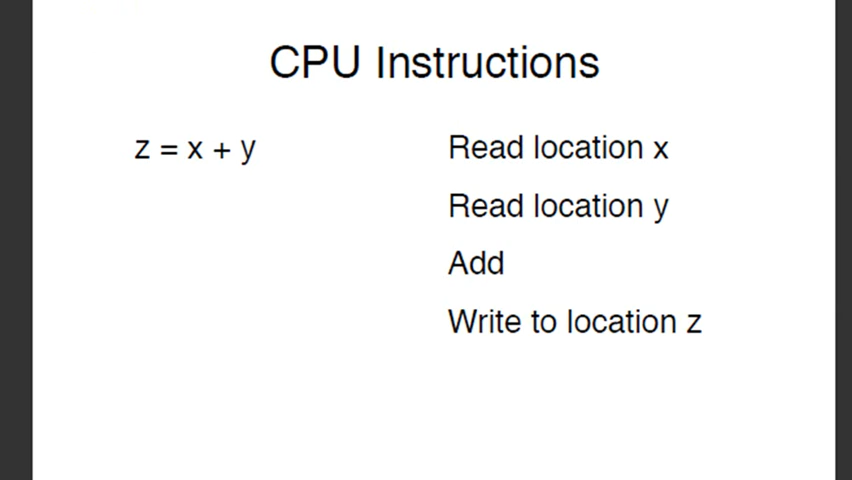 CPU Instructions
z = x + y
Read location x
Read location y
Add
Write to location z